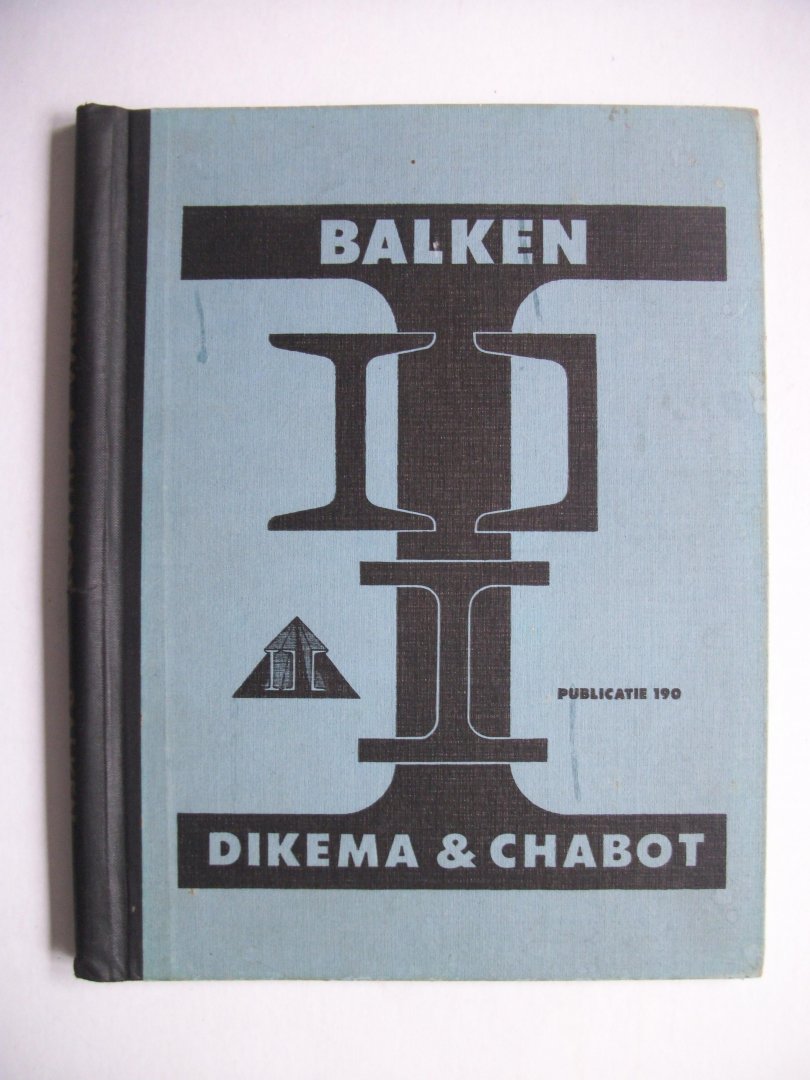 BALKEN
PUBLICATIE 190
DIKEMA & CHABOT